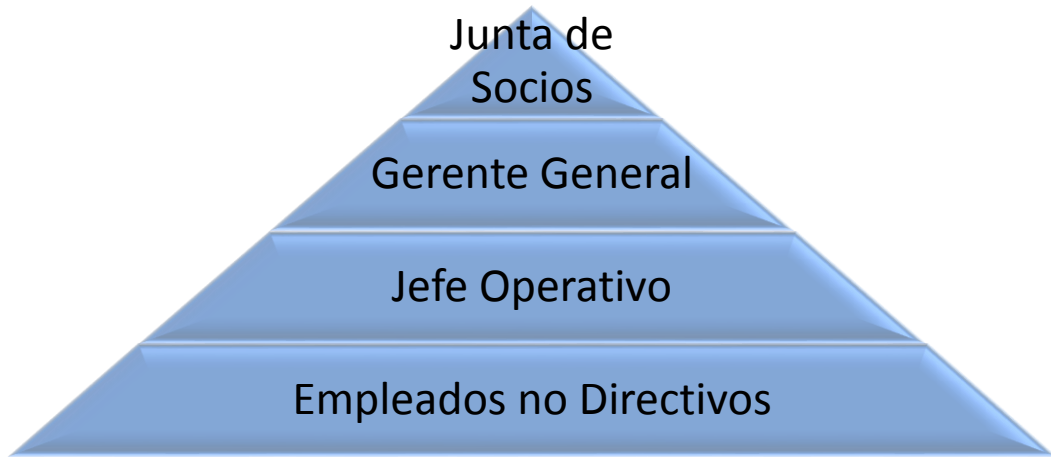 Junta de
Socios
Gerente General
Jefe Operativo
Empleados no Directivos